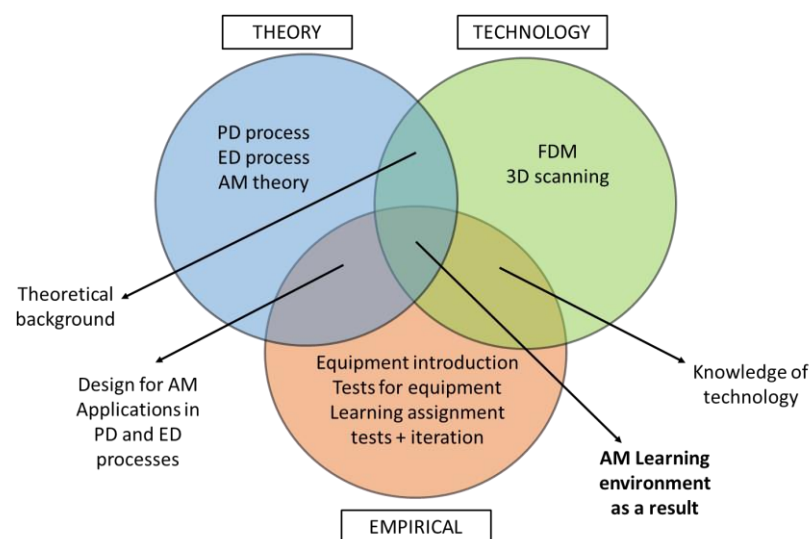 THEORY
TECHNOLOGY
PD process
ED process
AM theory
FDM
3D scanning
Theoretical
background
Design for AM
Applications in
PD and ED
processes
Equipment introduction
Tests for equipment
Learning assignment
tests + iteration
Knowledge of
technology
AM Learning
environment
as a result
EMPIRICAL